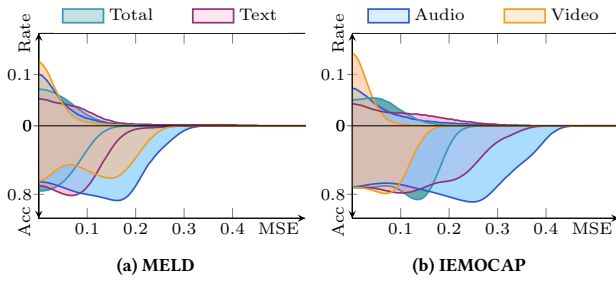 Total Text Audio Video
Rate Rate
0.1 0.1
0 0
0.8 0.8
Acc Acc
0.1 0.2 0.3 0.4 MSE 0.1 0.2 0.3 0.4 MSE
(a) MELD (b) IEMOCAP